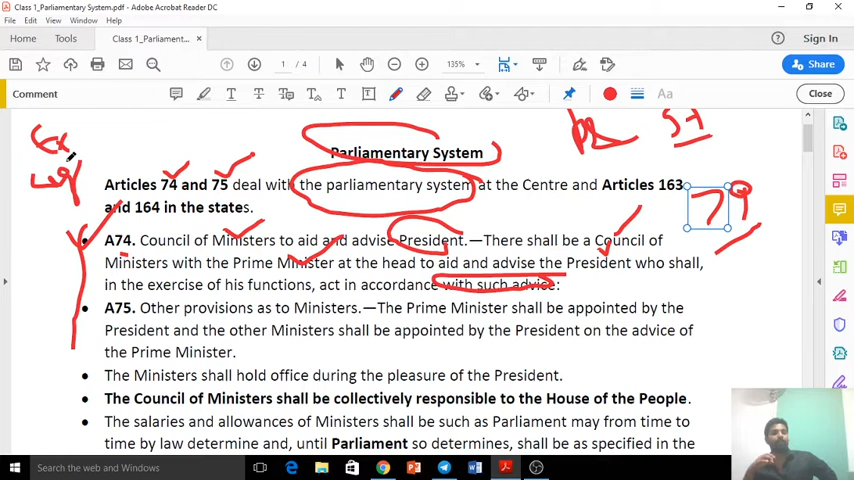 Class 1_Parliamentary System.pdf - Adobe Acrobat Reader DC
File Edit View Window Help
Home Tools Class 1_Parliament... × Sign In
1 / 4 135% Share
Comment Aa Close
Ex
Leg
Parliamentary System
Articles 74 and 75 deal with the parliamentary system at the Centre and Articles 163
and 164 in the states.
79
• A74. Council of Ministers to aid and advise President.—There shall be a Council of
Ministers with the Prime Minister at the head to aid and advise the President who shall,
in the exercise of his functions, act in accordance with such advice:
• A75. Other provisions as to Ministers.—The Prime Minister shall be appointed by the
President and the other Ministers shall be appointed by the President on the advice of
the Prime Minister.
• The Ministers shall hold office during the pleasure of the President.
• The Council of Ministers shall be collectively responsible to the House of the People.
• The salaries and allowances of Ministers shall be such as Parliament may from time to
time by law determine and, until Parliament so determines, shall be as specified in the
Search the web and Windows